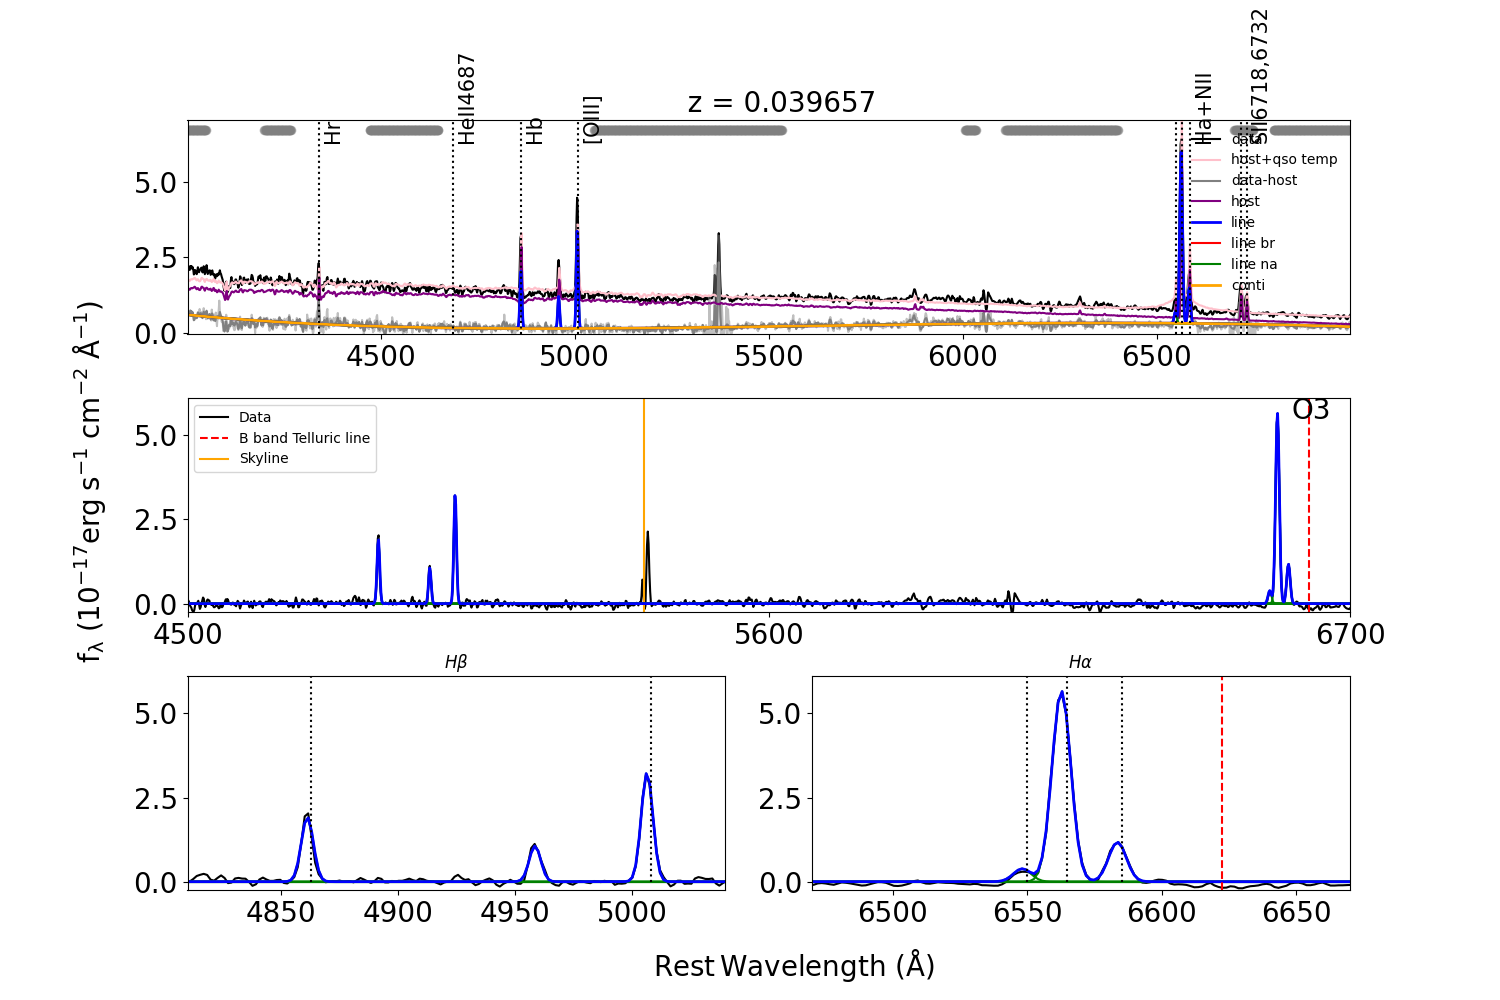 z = 0.039657
Hr
HeII4687
Hb
[OIII]
Ha+NII
SII6718,6732
data
host+qso temp
data-host
host
line
line br
line na
conti
5.0
2.5
0.0
4500
5000
5500
6000
6500
Data
B band Telluric line
Skyline
O3
5.0
2.5
0.0
4500
5600
6700
fλ (10⁻¹⁷erg s⁻¹ cm⁻² Å⁻¹)
Hβ
5.0
2.5
0.0
4850
4900
4950
5000
Hα
5.0
2.5
0.0
6500
6550
6600
6650
Rest Wavelength (Å)